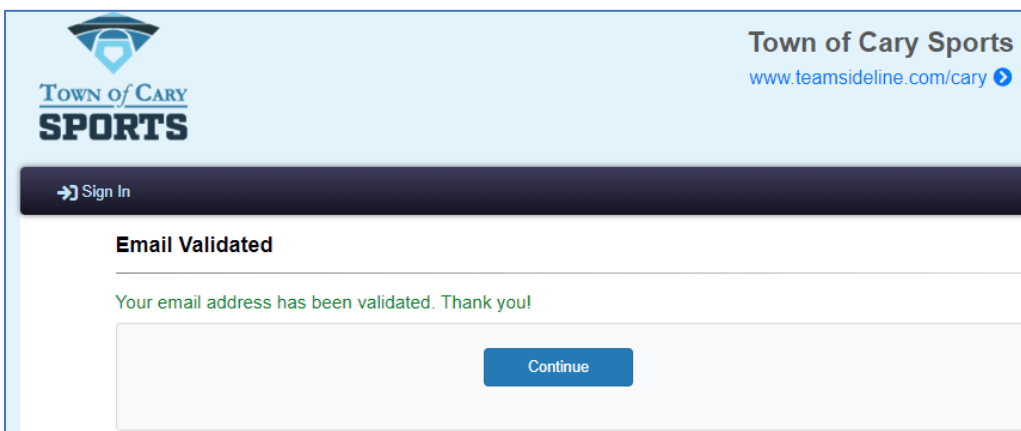 TOWN of CARY
SPORTS
Town of Cary Sports
www.teamsideline.com/cary
Sign In
Email Validated
Your email address has been validated. Thank you!
Continue